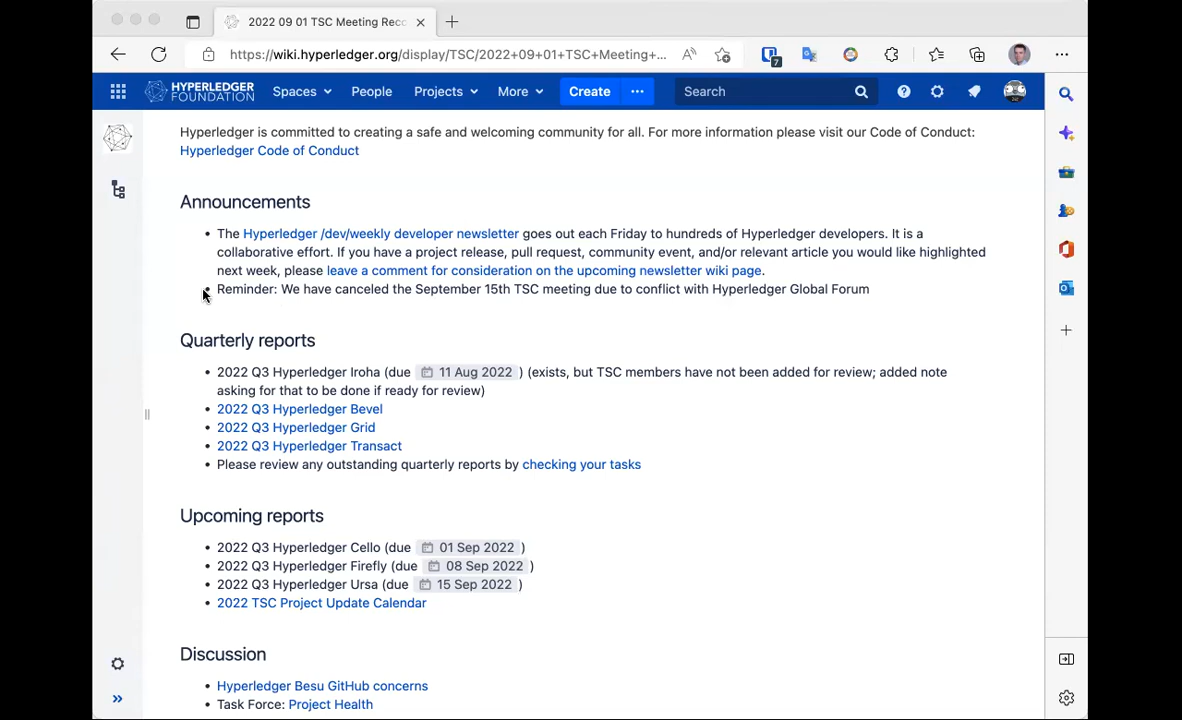 2022 09 01 TSC Meeting Reco
https://wiki.hyperledger.org/display/TSC/2022+09+01+TSC+Meeting+...
7
HYPERLEDGER
FOUNDATION
Spaces
People
Projects
More
Create
Search
Hyperledger is committed to creating a safe and welcoming community for all. For more information please visit our Code of Conduct:
Hyperledger Code of Conduct
Announcements
• The Hyperledger /dev/weekly developer newsletter goes out each Friday to hundreds of Hyperledger developers. It is a
collaborative effort. If you have a project release, pull request, community event, and/or relevant article you would like highlighted
next week, please leave a comment for consideration on the upcoming newsletter wiki page.
• Reminder: We have canceled the September 15th TSC meeting due to conflict with Hyperledger Global Forum
Quarterly reports
• 2022 Q3 Hyperledger Iroha (due 11 Aug 2022 ) (exists, but TSC members have not been added for review; added note
asking for that to be done if ready for review)
• 2022 Q3 Hyperledger Bevel
• 2022 Q3 Hyperledger Grid
• 2022 Q3 Hyperledger Transact
• Please review any outstanding quarterly reports by checking your tasks
Upcoming reports
• 2022 Q3 Hyperledger Cello (due 01 Sep 2022 )
• 2022 Q3 Hyperledger Firefly (due 08 Sep 2022 )
• 2022 Q3 Hyperledger Ursa (due 15 Sep 2022 )
• 2022 TSC Project Update Calendar
Discussion
• Hyperledger Besu GitHub concerns
• Task Force: Project Health